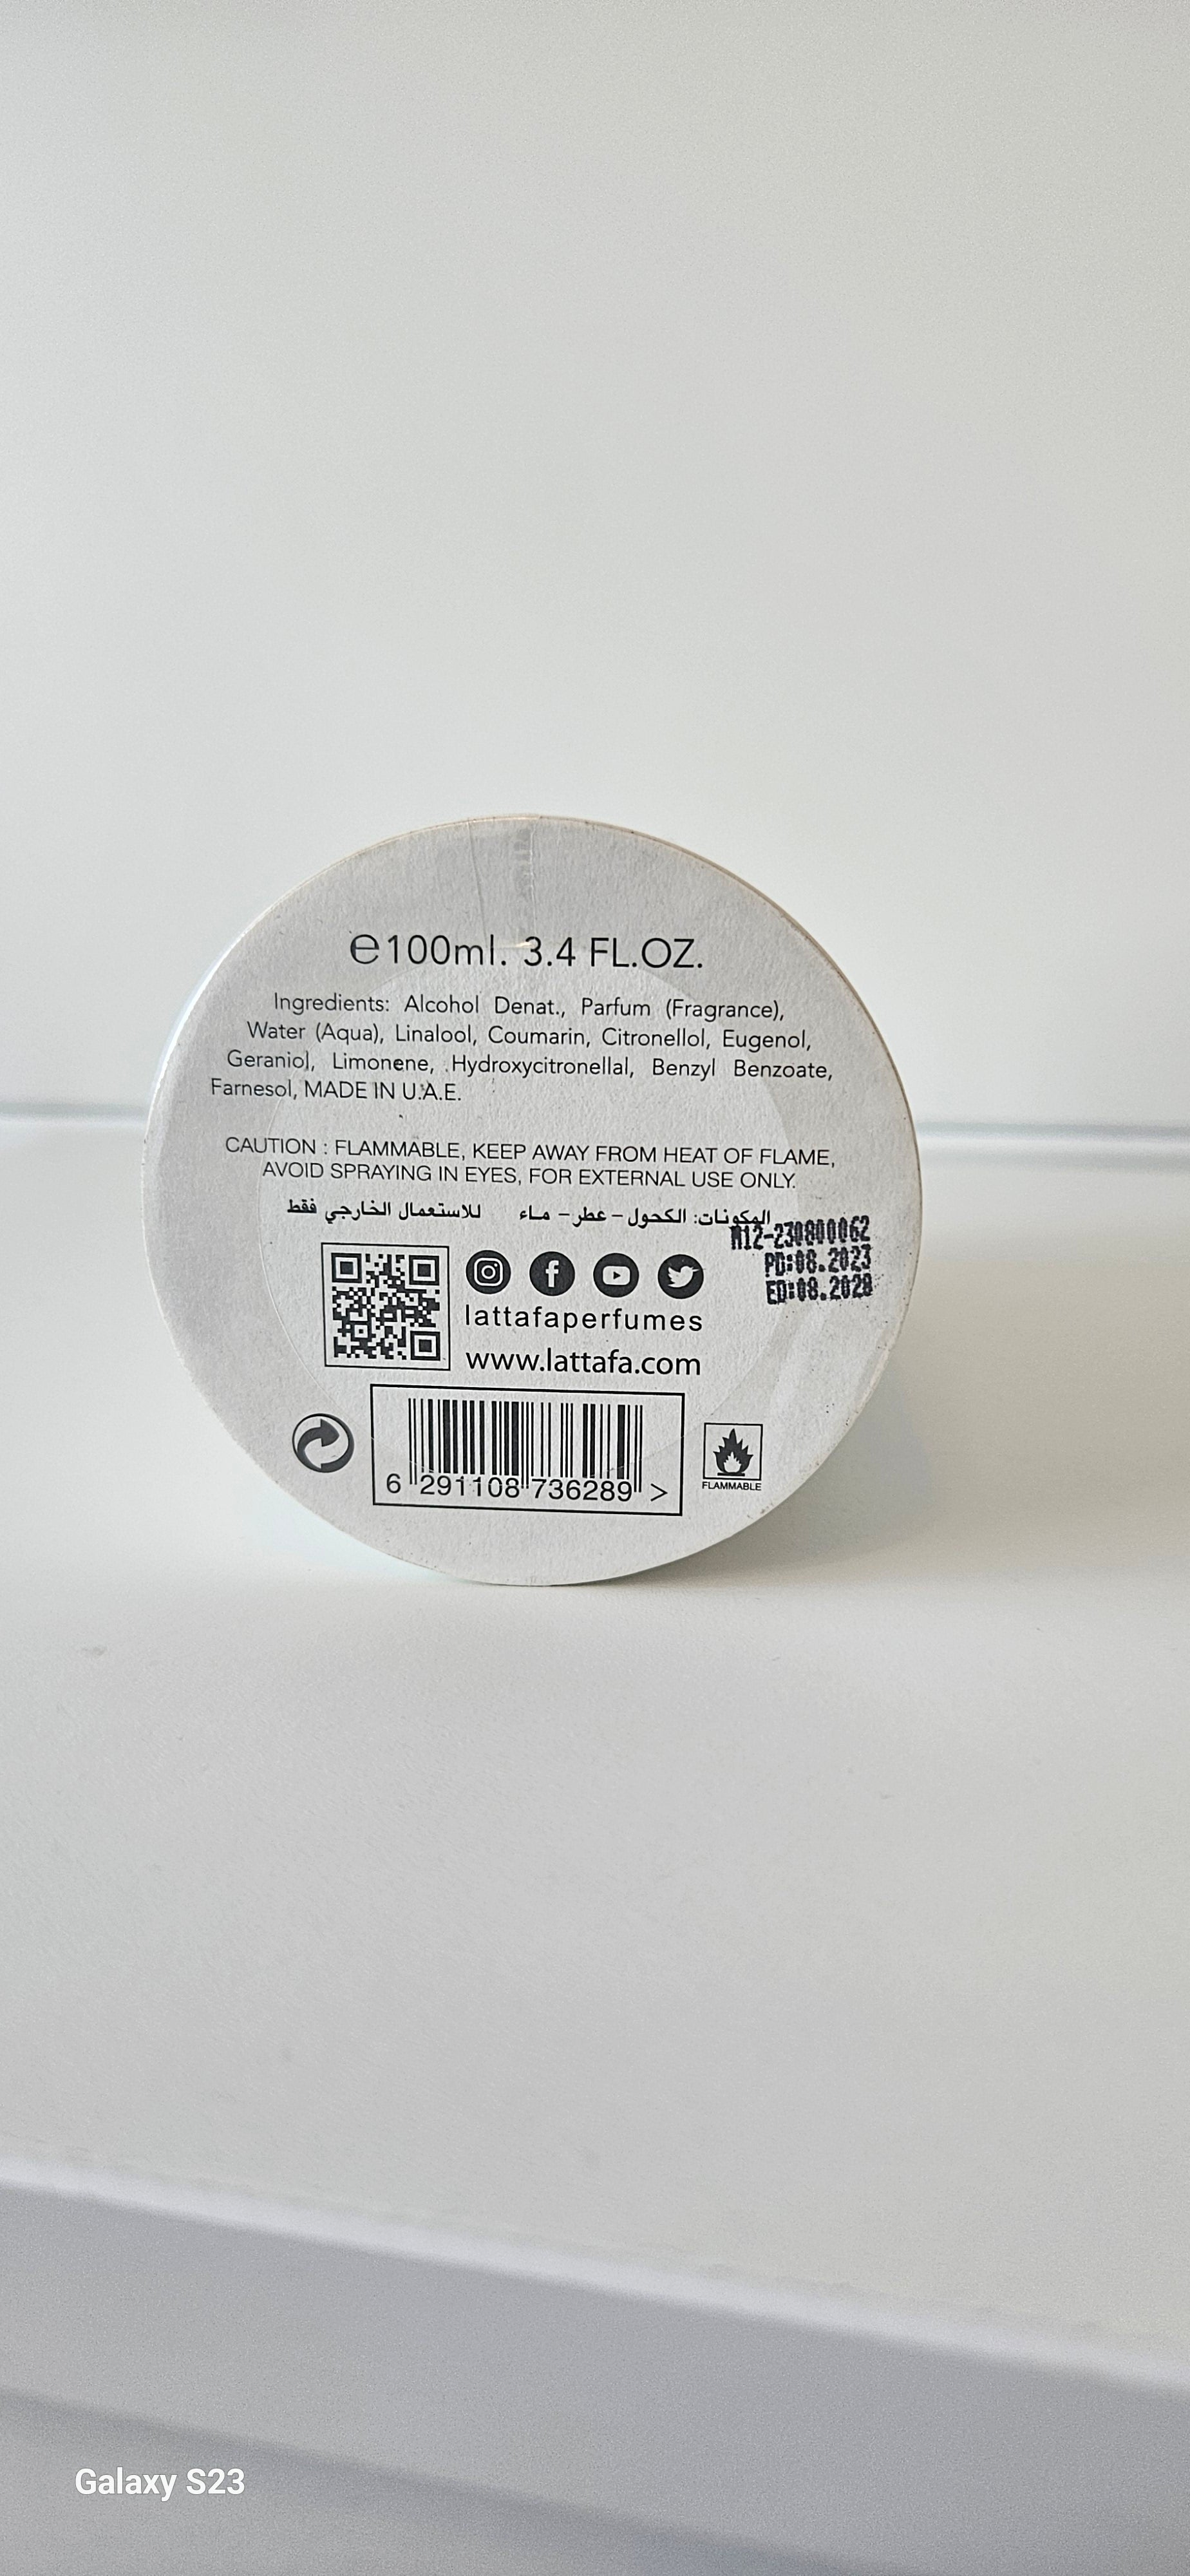 ℮100ml. 3.4 FL.OZ.
Ingredients: Alcohol Denat., Parfum (Fragrance),
Water (Aqua), Linalool, Coumarin, Citronellol, Eugenol,
Geraniol, Limonene, Hydroxycitronellal, Benzyl Benzoate,
Farnesol, MADE IN U.A.E.
CAUTION : FLAMMABLE, KEEP AWAY FROM HEAT OF FLAME,
AVOID SPRAYING IN EYES, FOR EXTERNAL USE ONLY.
المكونات: الكحول – عطر – ماء للاستعمال الخارجي فقط
M12-230800062
PD:08.2023
ED:08.2028
lattafaperfumes
www.lattafa.com
6 291108 736289 >
FLAMMABLE
Galaxy S23